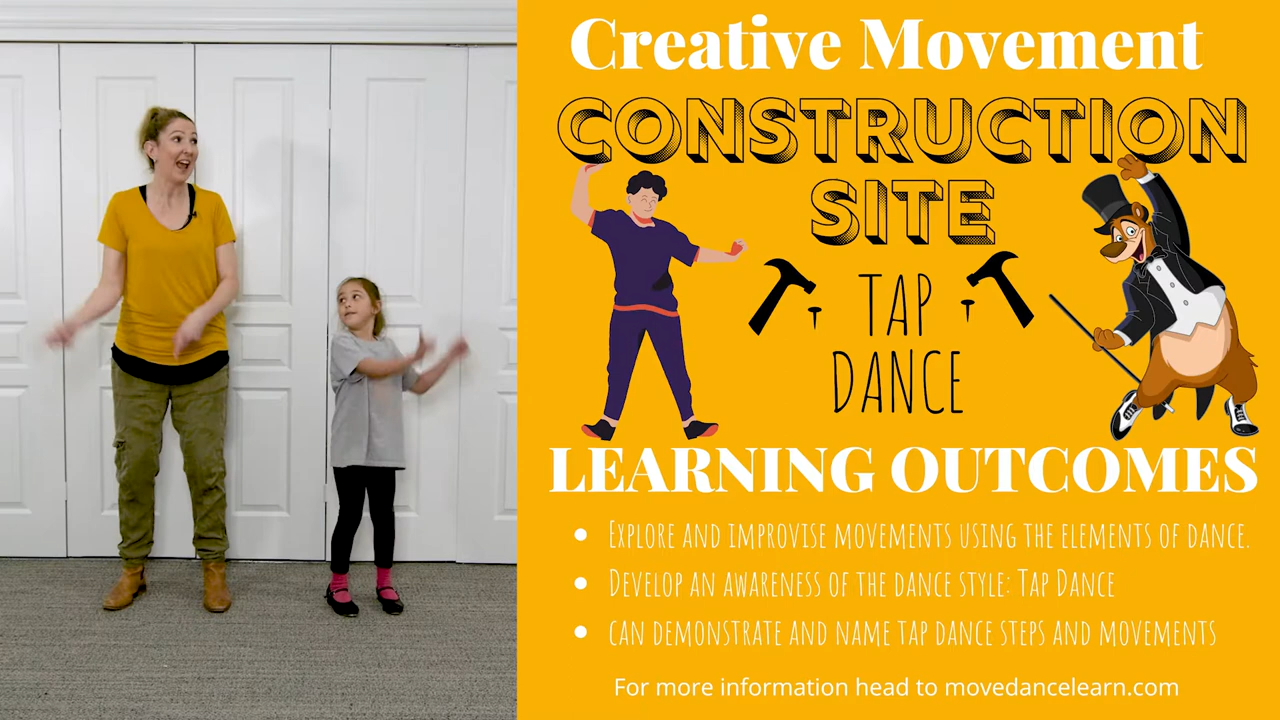 Creative Movement
CONSTRUCTION
SITE
TAP
DANCE
LEARNING OUTCOMES
• EXPLORE AND IMPROVISE MOVEMENTS USING THE ELEMENTS OF DANCE.
• DEVELOP AN AWARENESS OF THE DANCE STYLE: TAP DANCE
• CAN DEMONSTRATE AND NAME TAP DANCE STEPS AND MOVEMENTS
For more information head to movedancelearn.com